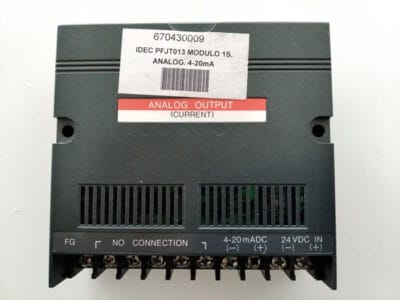 670430009
IDEC PFJT013 MODULO 1S.
ANALOG. 4-20mA
ANALOG OUTPUT
(CURRENT)
FG NO CONNECTION 4-20mADC 24VDC IN
(−) (+) (−) (+)